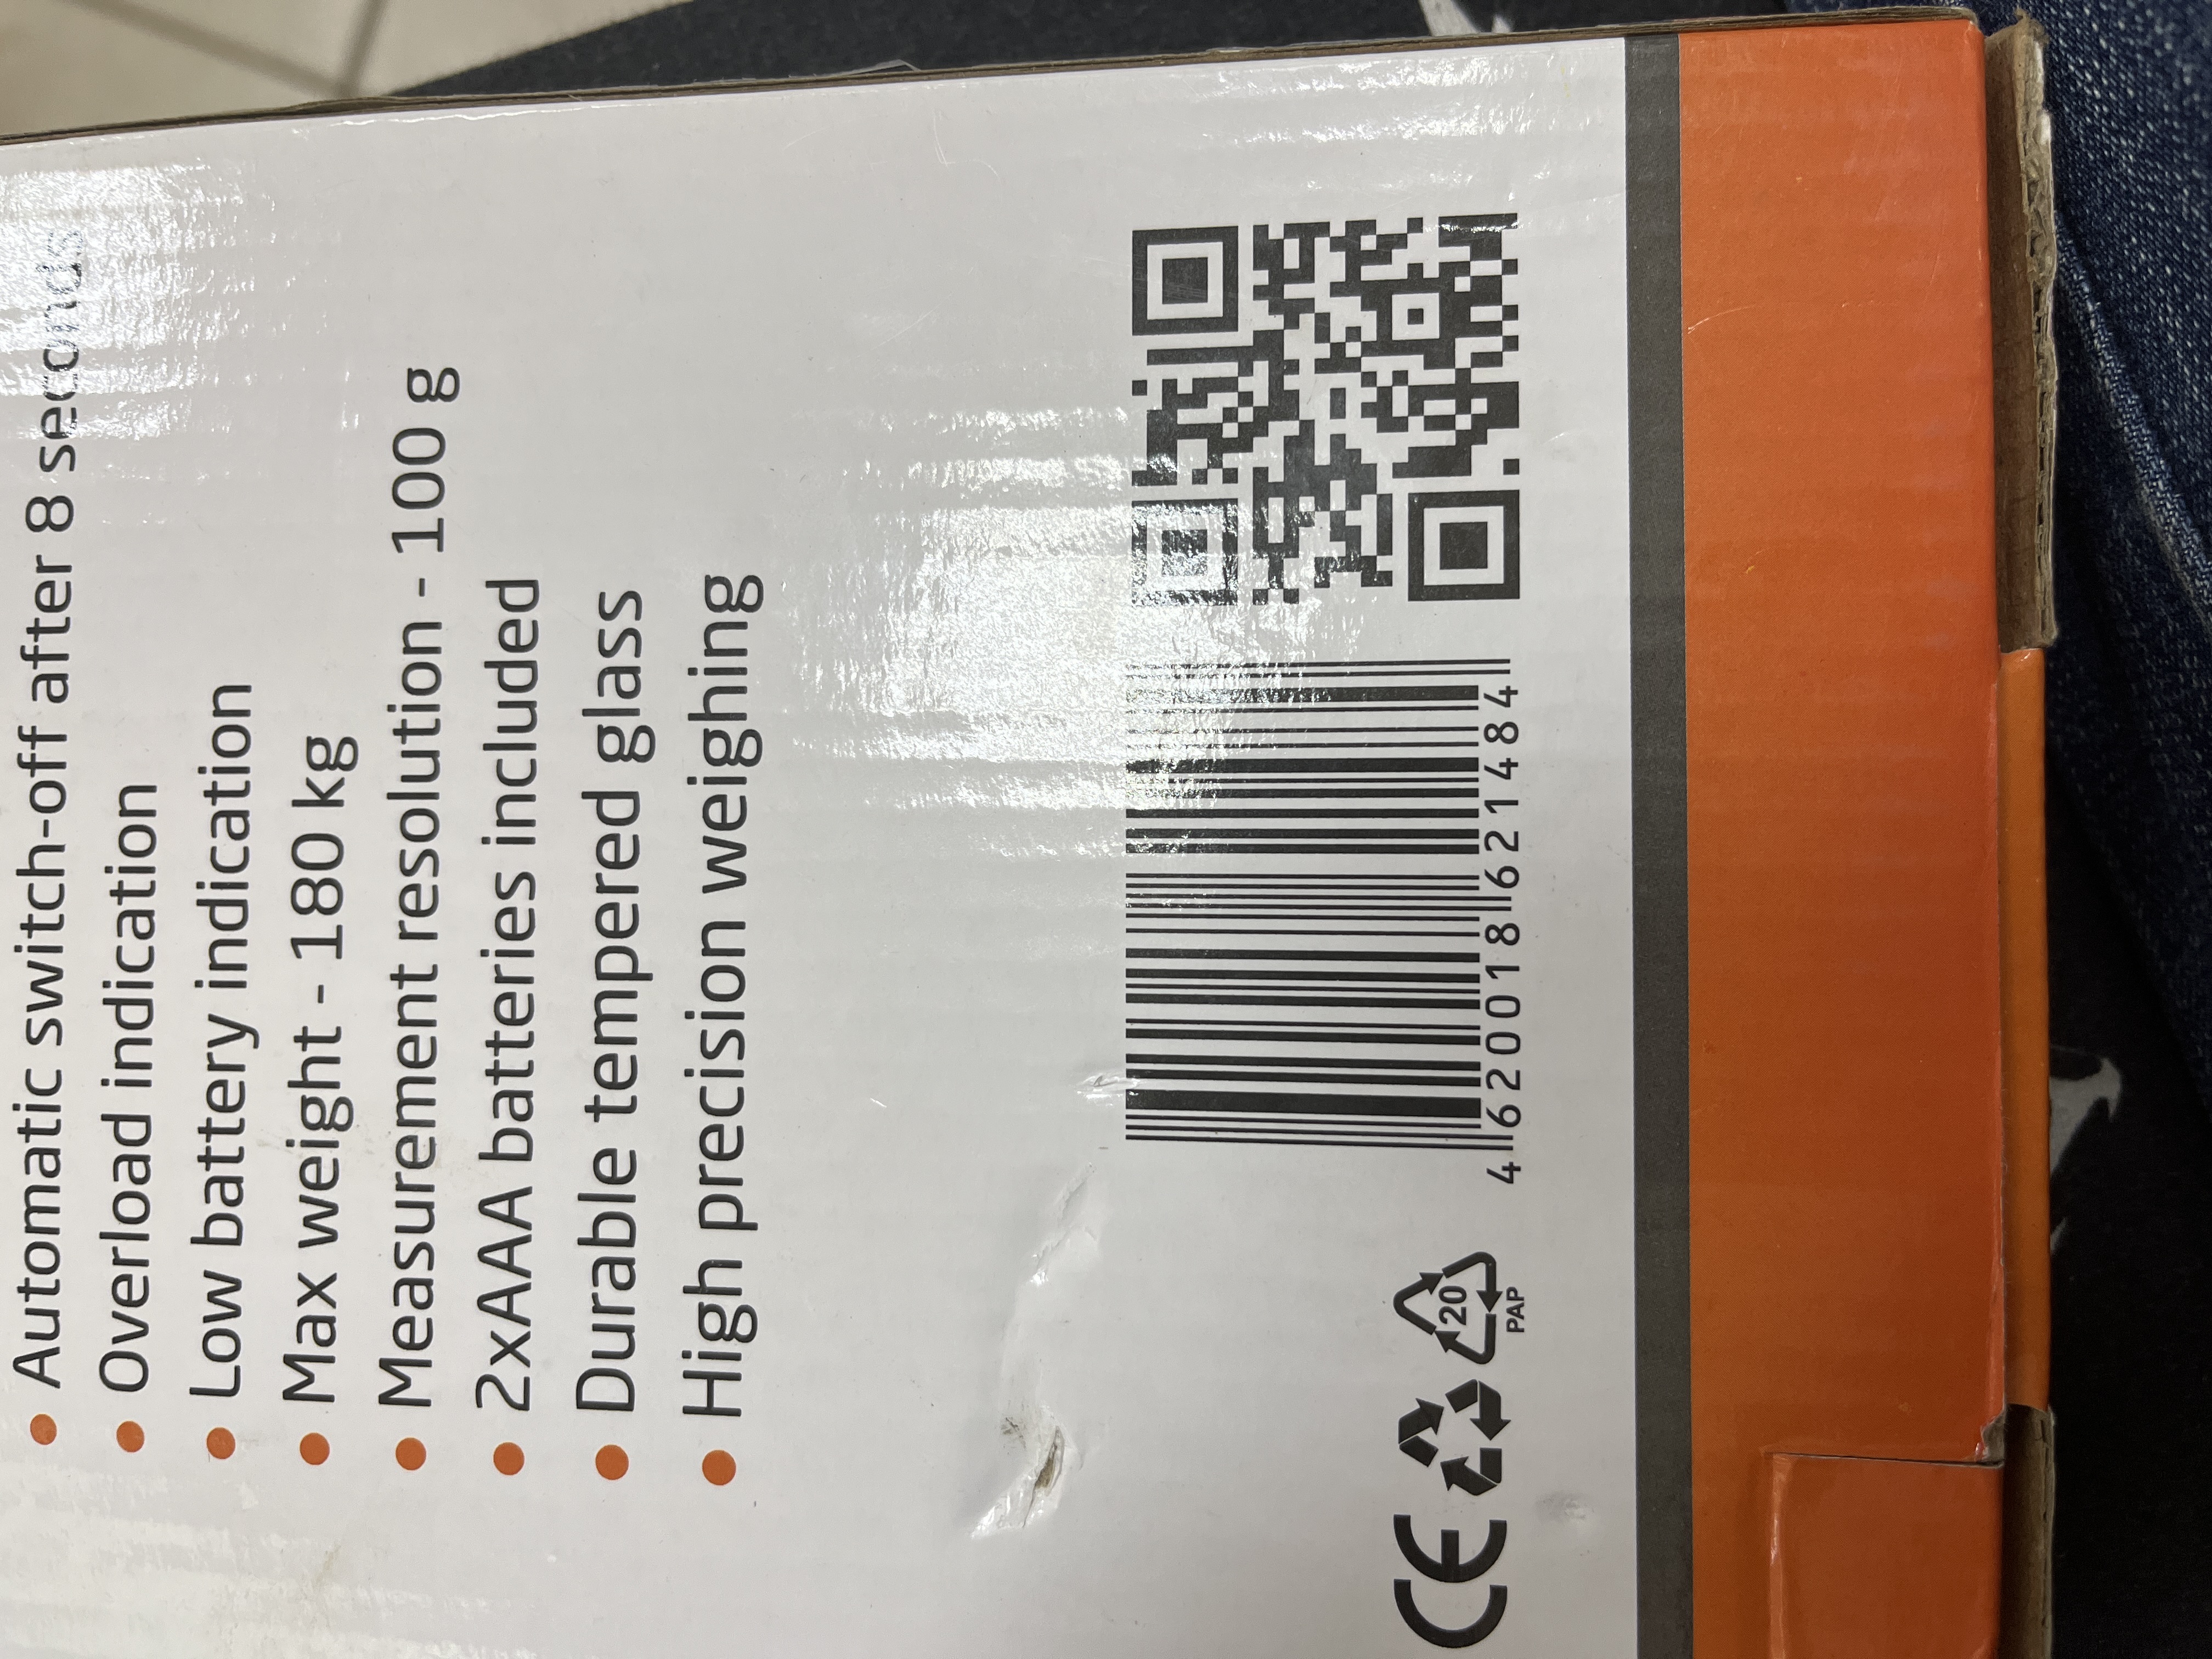 Automatic switch-off after 8 seconds
Overload indication
Low battery indication
Max weight - 180 kg
Measurement resolution - 100 g
2xAAA batteries included
Durable tempered glass
High precision weighing
CE
20
PAP
4 620018 621484